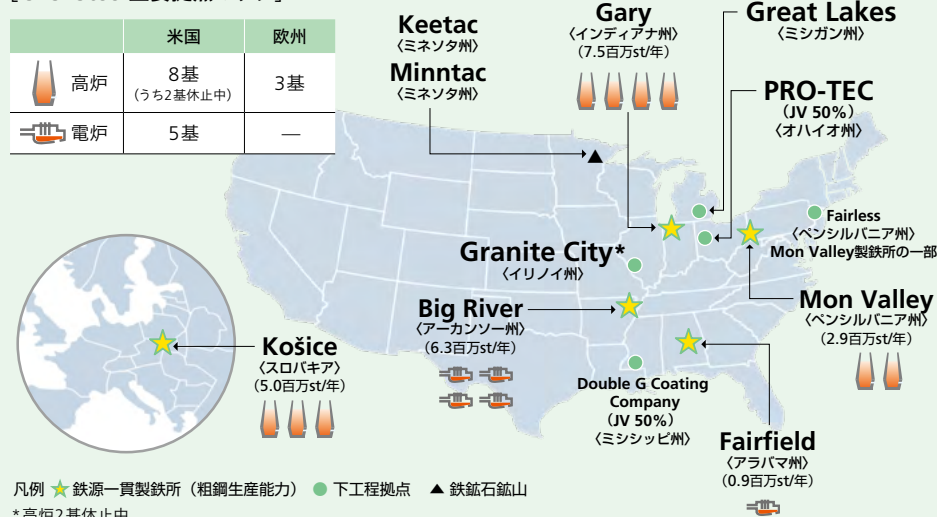 米国 欧州
高炉 8基 3基
(うち2基休止中)
電炉 5基 —
Keetac
〈ミネソタ州〉
Minntac
〈ミネソタ州〉
Gary
〈インディアナ州〉
(7.5百万st/年)
Great Lakes
〈ミシガン州〉
PRO-TEC
(JV 50%)
〈オハイオ州〉
Fairless
〈ペンシルバニア州〉
Mon Valley製鉄所の一部
Granite City*
〈イリノイ州〉
Big River
〈アーカンソー州〉
(6.3百万st/年)
Mon Valley
〈ペンシルバニア州〉
(2.9百万st/年)
Košice
〈スロバキア〉
(5.0百万st/年)
Double G Coating
Company
(JV 50%)
〈ミシシッピ州〉
Fairfield
〈アラバマ州〉
(0.9百万st/年)
凡例 鉄源一貫製鉄所（粗鋼生産能力） 下工程拠点 鉄鉱石鉱山
*高炉2基休止中